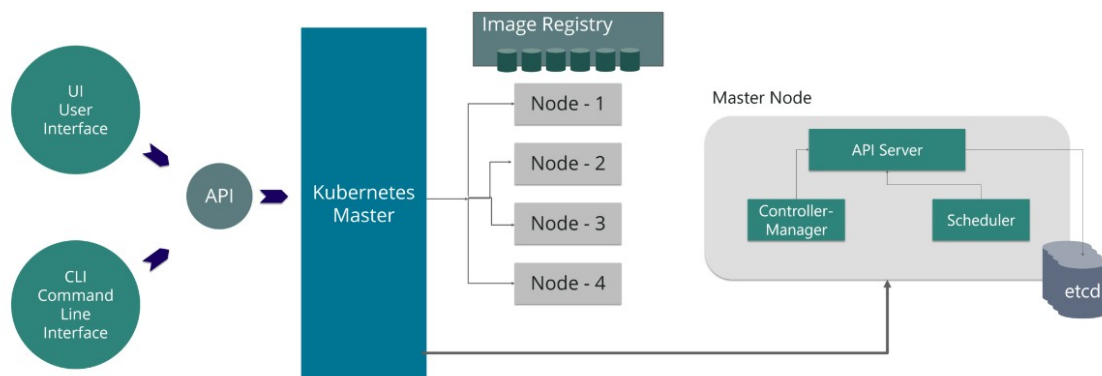 UI
User
Interface
API
CLI
Command
Line
Interface
Kubernetes
Master
Image Registry
Node - 1
Node - 2
Node - 3
Node - 4
Master Node
API Server
Controller-
Manager
Scheduler
etcd